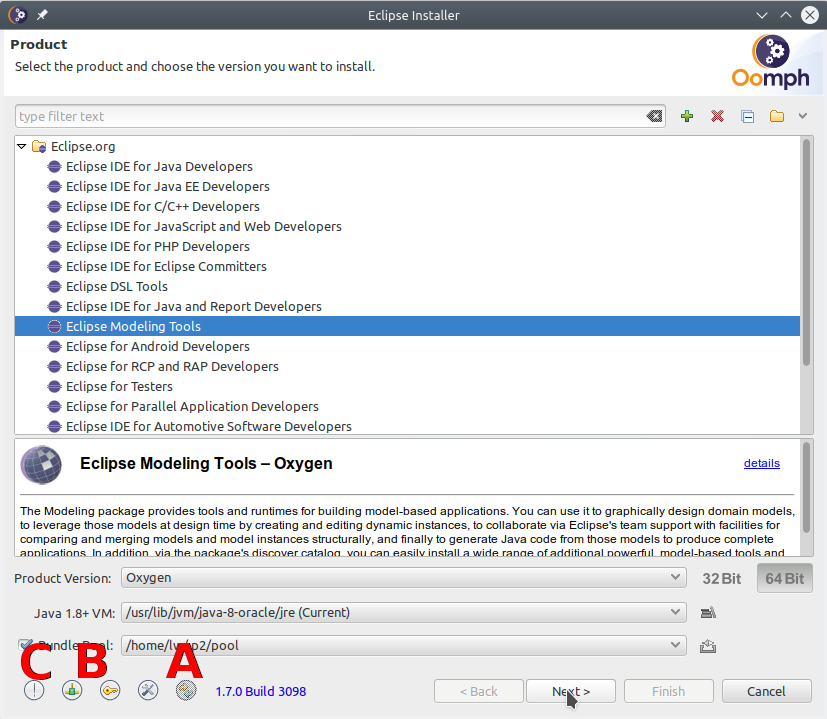 Eclipse Installer
Product
Select the product and choose the version you want to install.
Oomph
type filter text
Eclipse.org
Eclipse IDE for Java Developers
Eclipse IDE for Java EE Developers
Eclipse IDE for C/C++ Developers
Eclipse IDE for JavaScript and Web Developers
Eclipse IDE for PHP Developers
Eclipse IDE for Eclipse Committers
Eclipse DSL Tools
Eclipse IDE for Java and Report Developers
Eclipse Modeling Tools
Eclipse for Android Developers
Eclipse for RCP and RAP Developers
Eclipse for Testers
Eclipse for Parallel Application Developers
Eclipse IDE for Automotive Software Developers
Eclipse Modeling Tools – Oxygen details
The Modeling package provides tools and runtimes for building model-based applications. You can use it to graphically design domain models,
to leverage those models at design time by creating and editing dynamic instances, to collaborate via Eclipse's team support with facilities for
comparing and merging models and model instances structurally, and finally to generate Java code from those models to produce complete
applications. In addition, via the package's discover catalog, you can easily install a wide range of additional powerful, model-based tools and
Product Version: Oxygen 32 Bit 64 Bit
Java 1.8+ VM: /usr/lib/jvm/java-8-oracle/jre (Current)
Bundle Pool: p2/pool
C B A
1.7.0 Build 3098 < Back Next > Finish Cancel